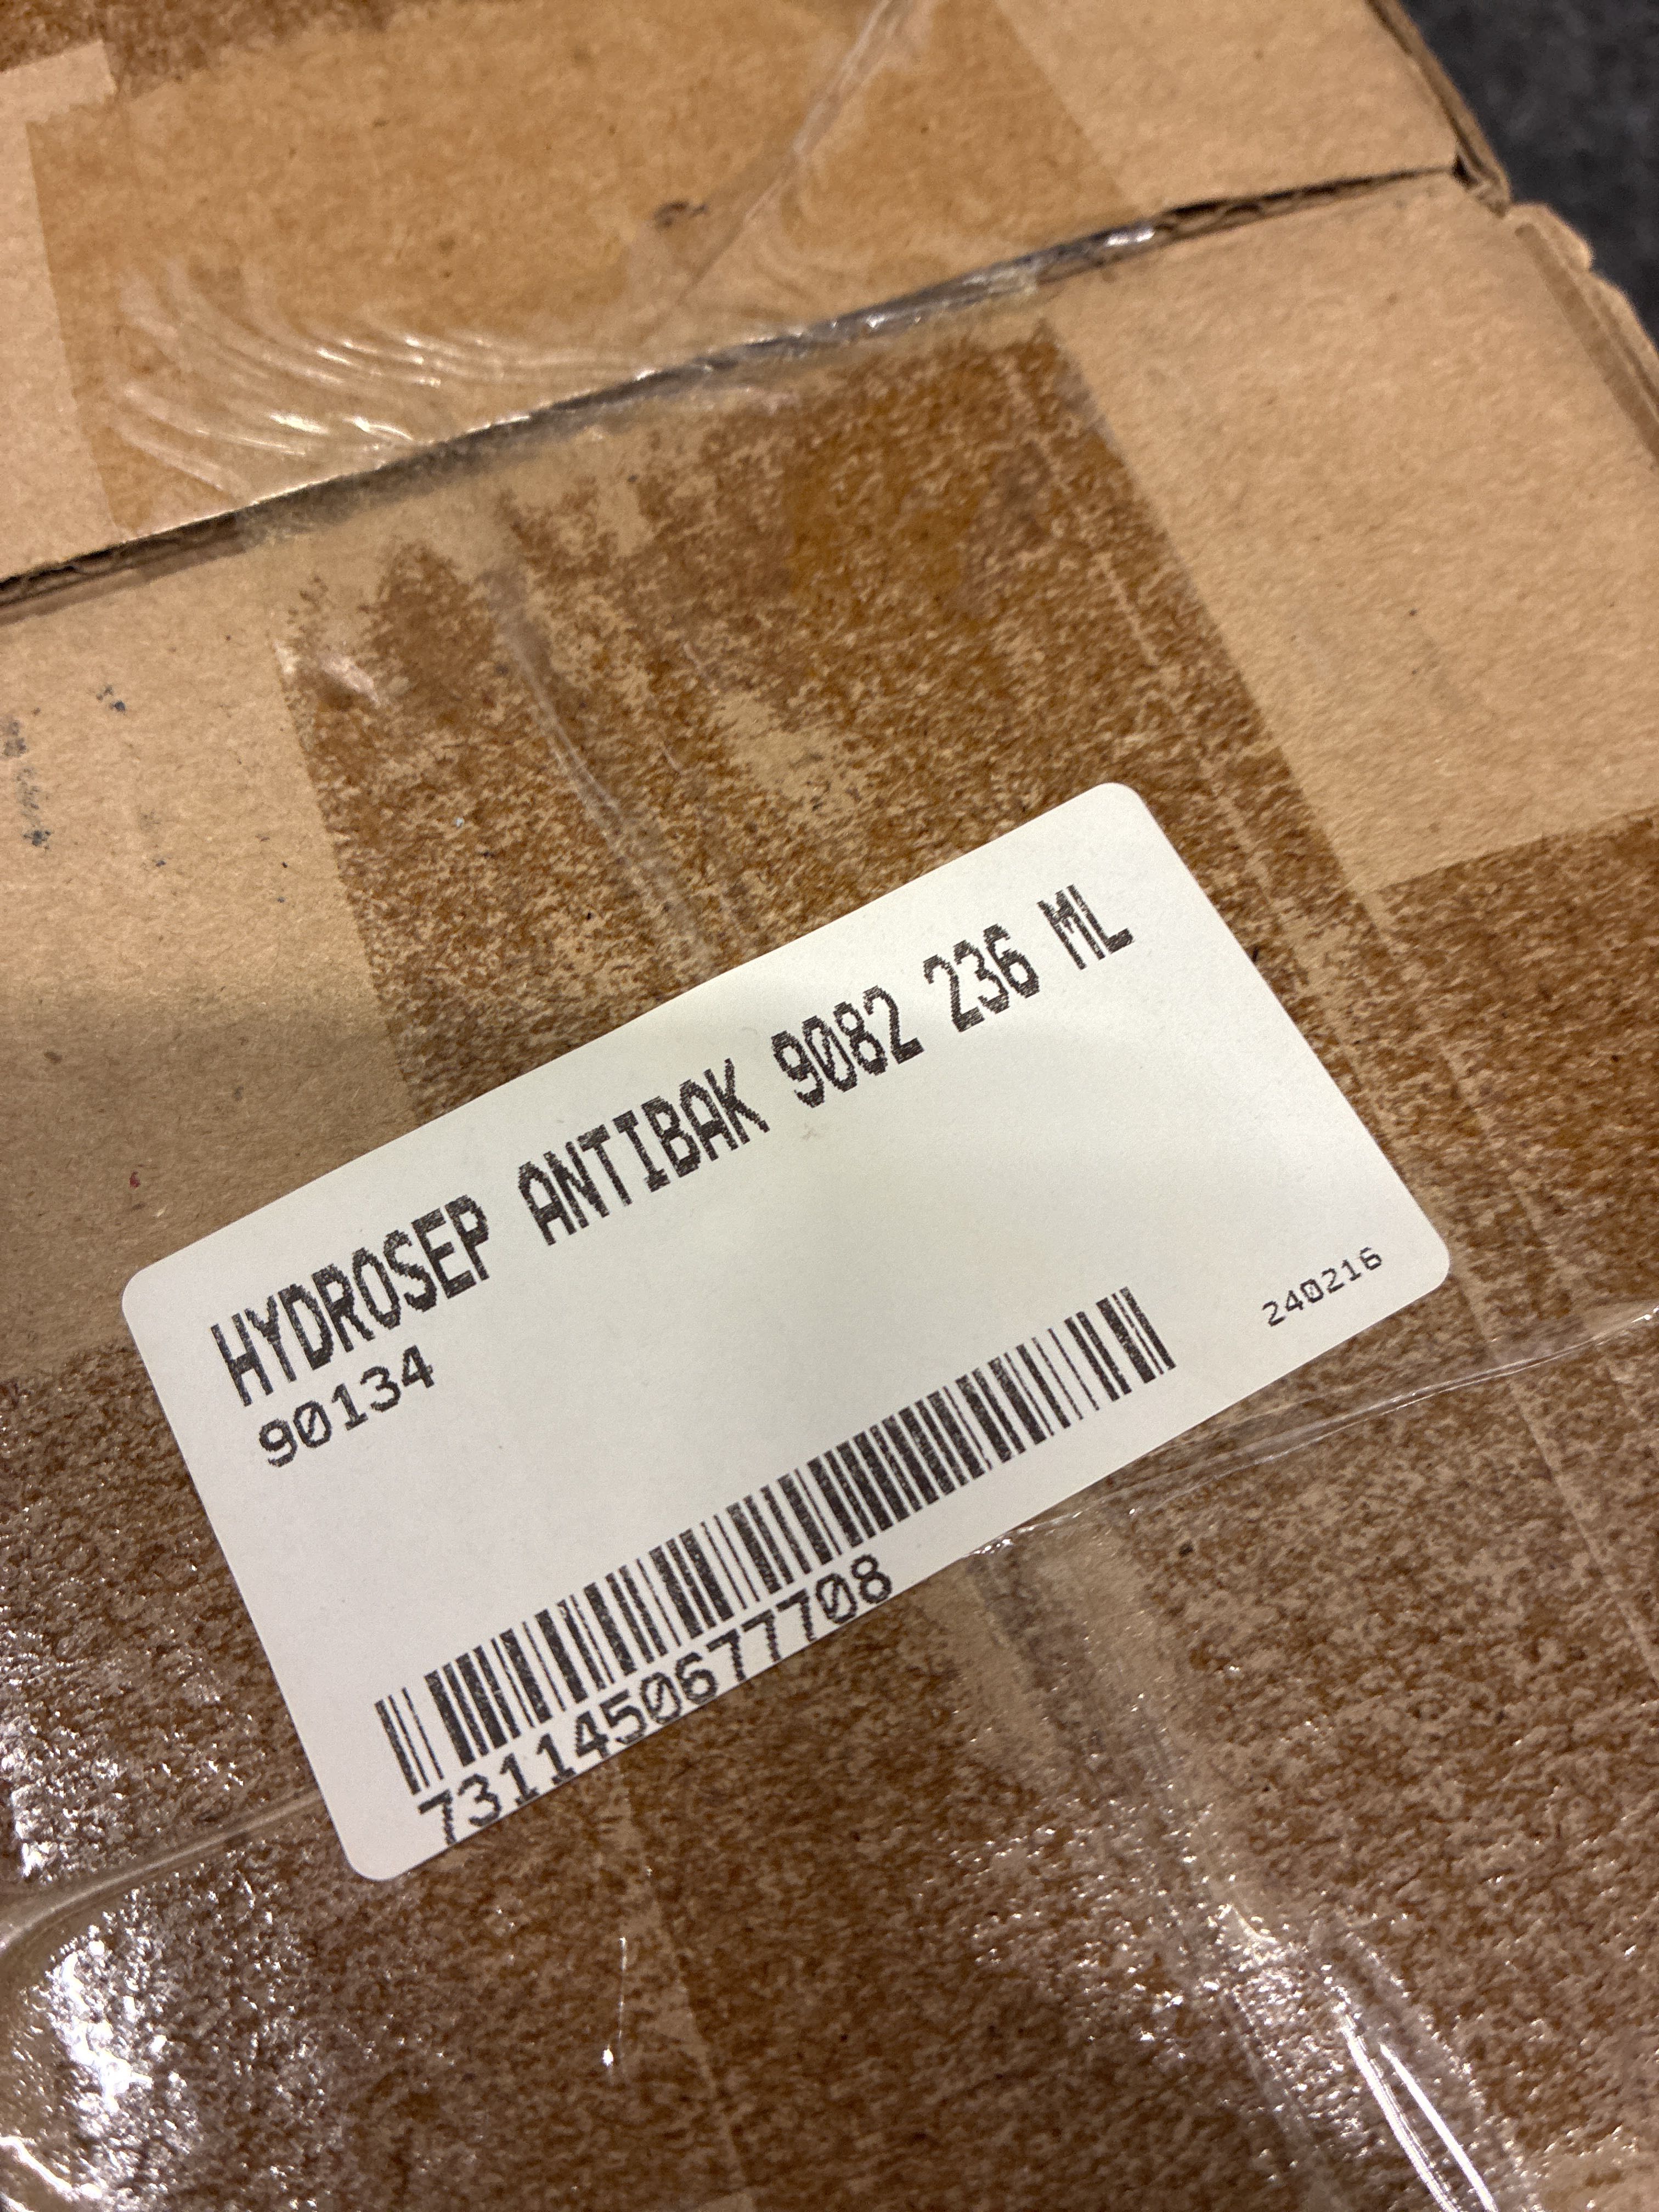 HYDROSEP ANTIBAK 9082 236 ML
90134
240216
7311450677708